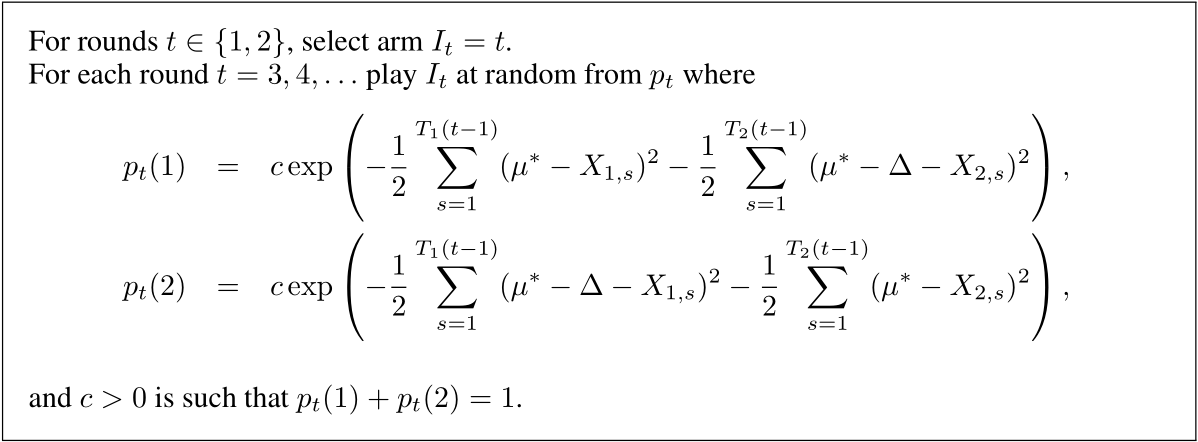 For rounds $t \in \{1, 2\}$, select arm $I_t = t$.
For each round $t = 3, 4, \ldots$ play $I_t$ at random from $p_t$ where
$p_t(1) \quad = \quad c \exp \left( -\frac{1}{2} \sum_{s=1}^{T_1(t-1)} (\mu^* - X_{1,s})^2 - \frac{1}{2} \sum_{s=1}^{T_2(t-1)} (\mu^* - \Delta - X_{2,s})^2 \right),$
$p_t(2) \quad = \quad c \exp \left( -\frac{1}{2} \sum_{s=1}^{T_1(t-1)} (\mu^* - \Delta - X_{1,s})^2 - \frac{1}{2} \sum_{s=1}^{T_2(t-1)} (\mu^* - X_{2,s})^2 \right),$
and $c > 0$ is such that $p_t(1) + p_t(2) = 1$.